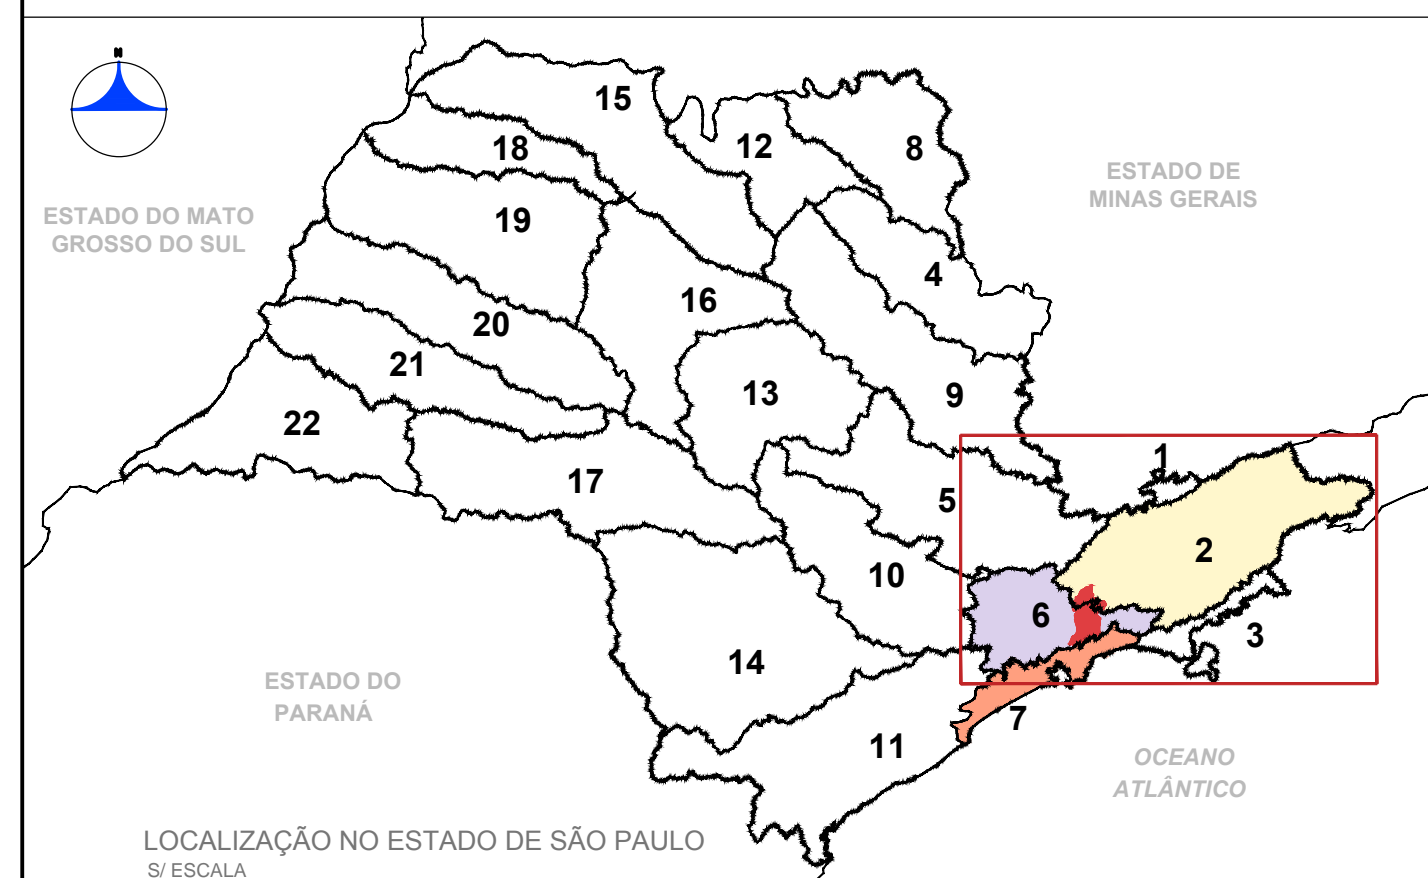 N
15
18
12
8
ESTADO DE
MINAS GERAIS
ESTADO DO MATO
GROSSO DO SUL
19
4
16
20
21
13
9
22
1
17
5
2
10
6
3
14
ESTADO DO
PARANÁ
7
11
OCEANO
ATLÂNTICO
LOCALIZAÇÃO NO ESTADO DE SÃO PAULO
S/ ESCALA